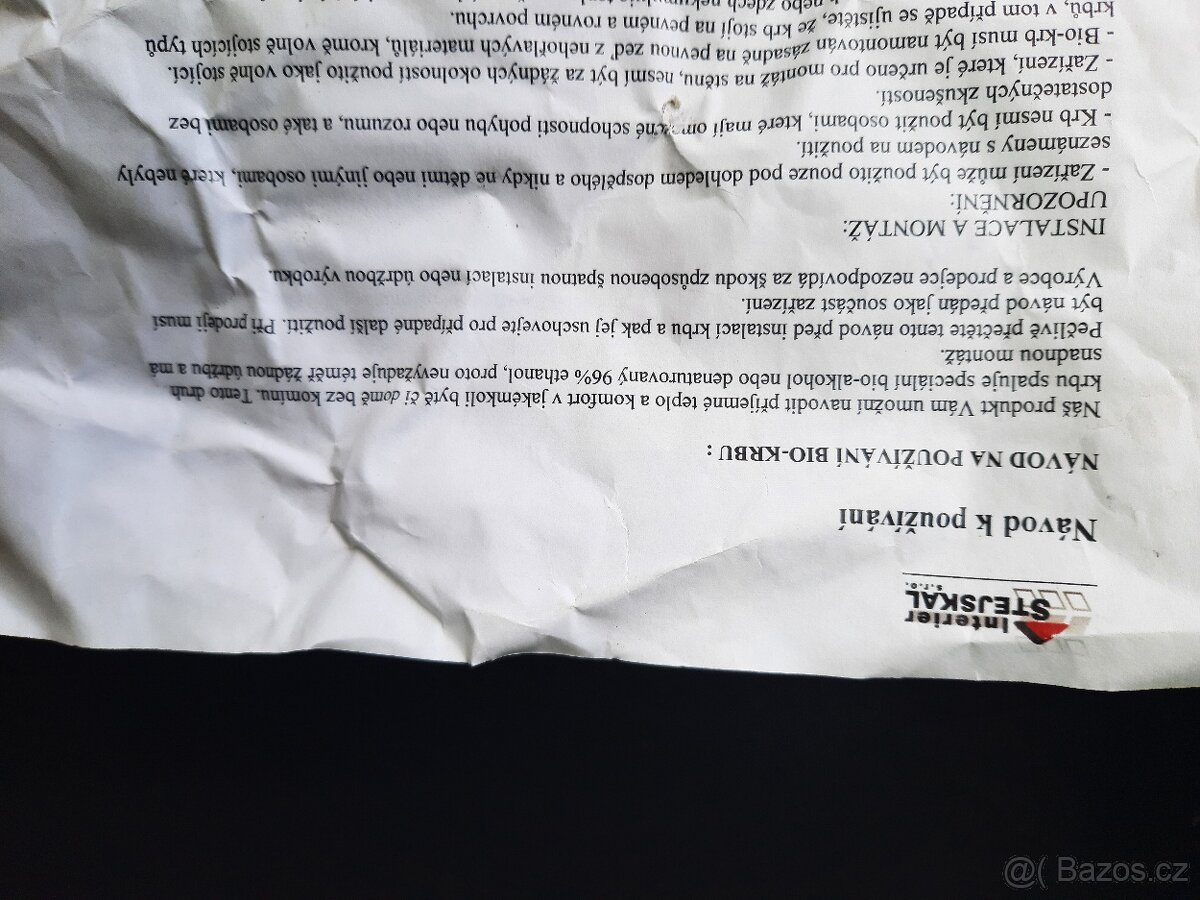 Interier
STEJSKAL
s.r.o.
Návod k používání
NÁVOD NA POUŽÍVÁNÍ BIO-KRBU :
Náš produkt Vám umožní navodit příjemné teplo a komfort v jakémkoli bytě či domě bez komínu. Tento druh
krbu spaluje speciální bio-alkohol nebo denaturovaný 96% ethanol, proto nevyžaduje téměř žádnou údržbu a má
snadnou montáž.
Pečlivě přečtěte tento návod před instalací krbu a pak jej uschovejte pro případné další použití. Při prodeji musí
být návod předán jako součást zařízení.
Výrobce a prodejce nezodpovídá za škodu způsobenou špatnou instalací nebo údržbou výrobku.
INSTALACE A MONTÁŽ:
UPOZORNĚNÍ:
- Zařízení může být použito pouze pod dohledem dospělého a nikdy ne dětmi nebo jinými osobami, které nebyly
seznámeny s návodem na použití.
- Krb nesmí být použit osobami, které mají schopnosti pohybu nebo rozumu, a také osobami bez
dostatečných zkušeností.
- Zařízení, které je určeno pro montáž na stěnu, nesmí být za žádných okolností použito jako volně stojící.
- Bio-krb musí být namontován zásadně na pevnou zeď z nehořlavých materiálů, kromě volně stojících typů
krbů, v tom případě se ujistěte, že krb stojí na pevném a rovném povrchu.
nebo zdech
@( Bazos.cz